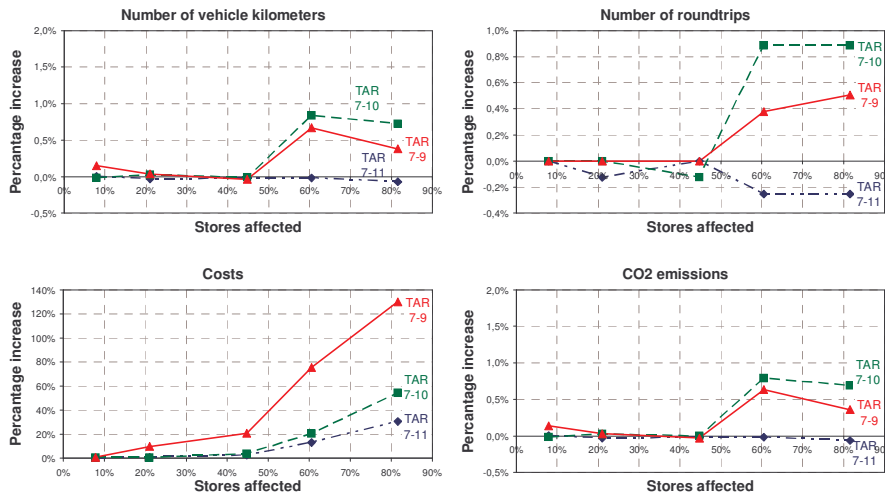 Number of vehicle kilometers
Percentage increase
2,0%
1,5%
1,0%
0,5%
0,0%
-0,5%
0% 10% 20% 30% 40% 50% 60% 70% 80% 90%
TAR
7-10
TAR
7-9
TAR
7-11
Stores affected
Number of roundtrips
Percentage increase
1,0%
0,8%
0,6%
0,4%
0,2%
0,0%
-0,2%
-0,4%
0% 10% 20% 30% 40% 50% 60% 70% 80% 90%
TAR
7-10
TAR
7-9
TAR
7-11
Stores affected
Costs
Percentage increase
140%
120%
100%
80%
60%
40%
20%
0%
0% 10% 20% 30% 40% 50% 60% 70% 80% 90%
TAR
7-9
TAR
7-10
TAR
7-11
Stores affected
CO2 emissions
Percentage increase
2,0%
1,5%
1,0%
0,5%
0,0%
-0,5%
0% 10% 20% 30% 40% 50% 60% 70% 80% 90%
TAR
7-10
TAR
7-9
TAR
7-11
Stores affected